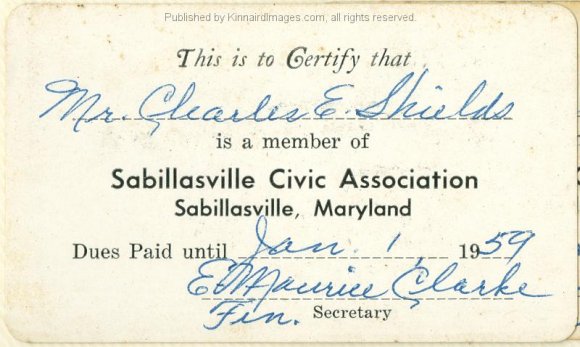 Published by KinnairdImages.com, all rights reserved.
This is to Certify that
Mr. Charles E. Shields
is a member of
Sabillasville Civic Association
Sabillasville, Maryland
Dues Paid until Jan. 1, 1959
E Maurice Clarke
Fin. Secretary